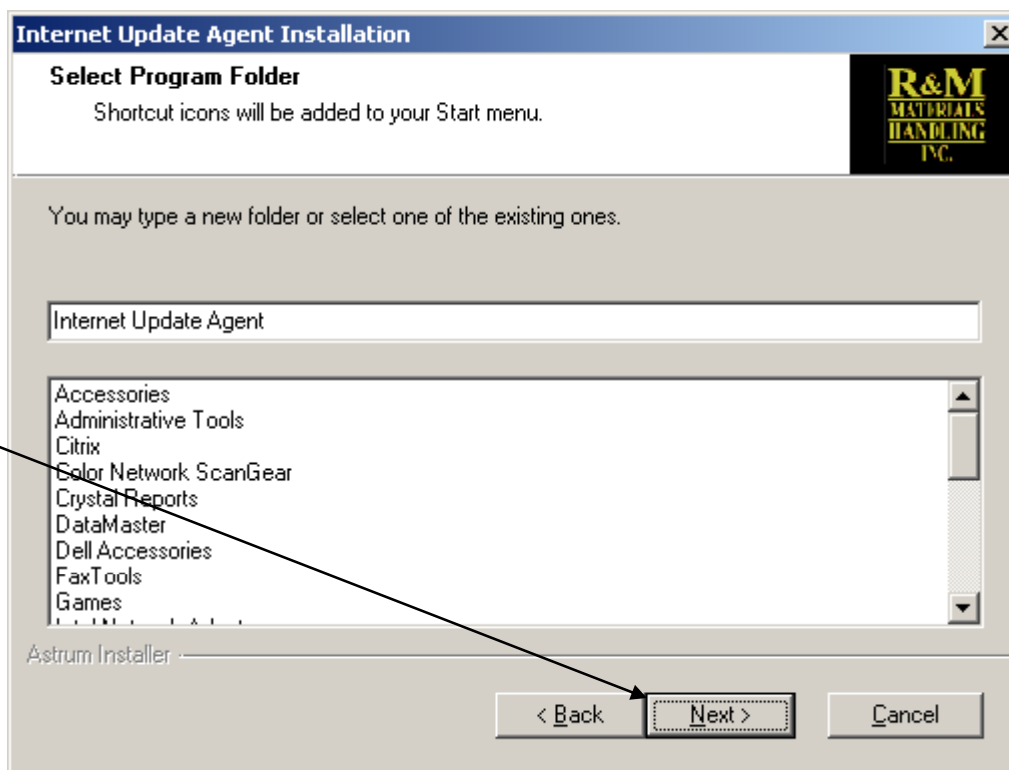 Internet Update Agent Installation
Select Program Folder
Shortcut icons will be added to your Start menu.
R&M
MATERIALS
HANDLING
INC.
You may type a new folder or select one of the existing ones.
Internet Update Agent
Accessories
Administrative Tools
Citrix
Color Network ScanGear
Crystal Reports
DataMaster
Dell Accessories
FaxTools
Games
Astrum Installer
< Back
Next >
Cancel